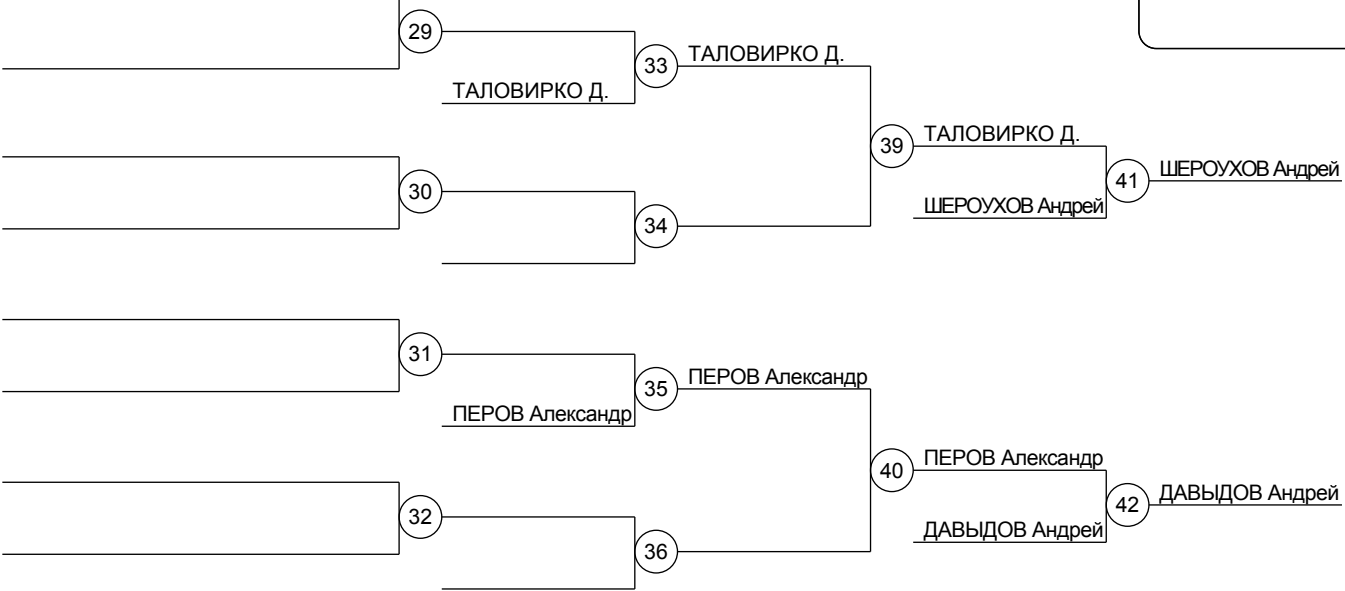 29
33
ТАЛОВИРКО Д.
ТАЛОВИРКО Д.
39
ТАЛОВИРКО Д.
41
ШЕРОУХОВ Андрей
30
ШЕРОУХОВ Андрей
34
31
35
ПЕРОВ Александр
ПЕРОВ Александр
40
ПЕРОВ Александр
42
ДАВЫДОВ Андрей
32
ДАВЫДОВ Андрей
36